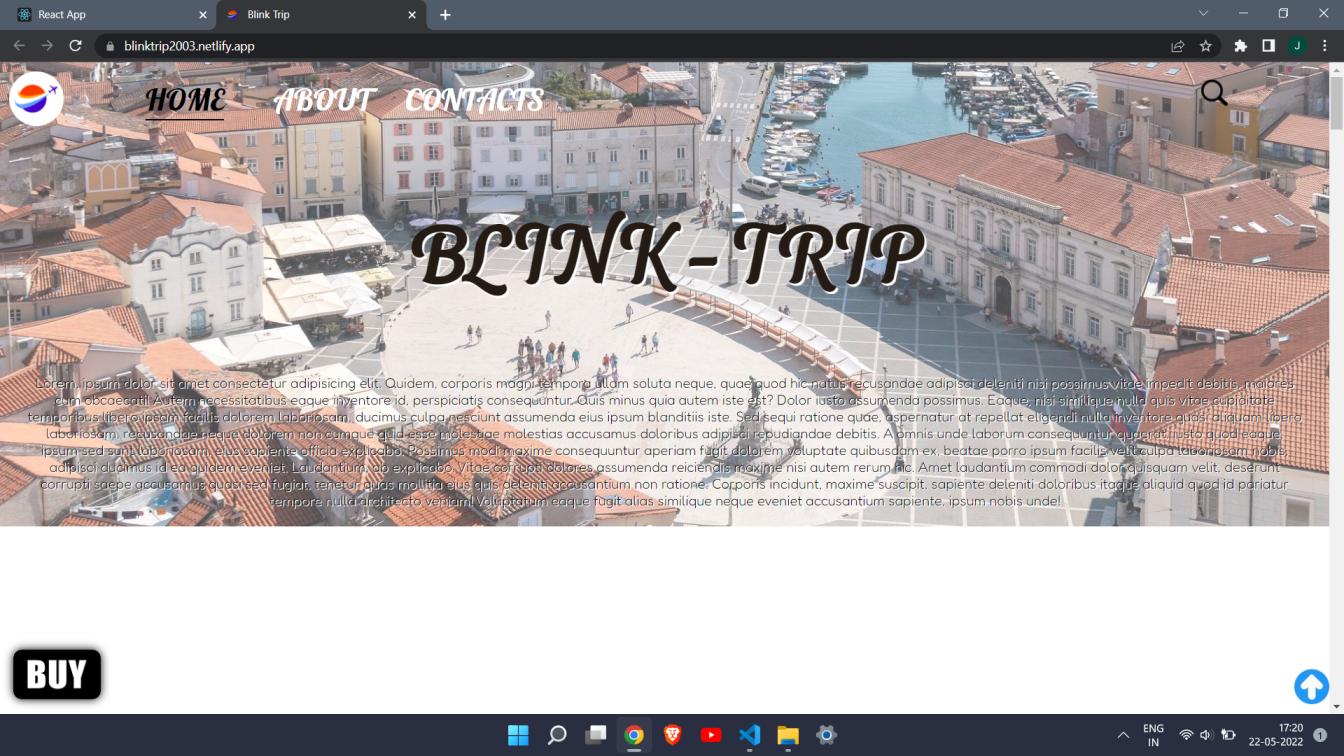 React App
Blink Trip
blinktrip2003.netlify.app
J
HOME ABOUT CONTACTS
BLINK - TRIP
Lorem, ipsum dolor sit amet consectetur adipisicing elit. Quidem, corporis magni tempora ullam soluta neque, quae quod hic natus recusandae adipisci deleniti nisi possimus vitae impedit debitis, maiores
cum obcaecati! Autem necessitatibus eaque inventore id, perspiciatis consequuntur. Quis minus quia autem iste est? Dolor iusto assumenda possimus. Eaque, nisi similique nulla quis vitae cupiditate
temporibus libero ipsam facilis dolorem laboriosam, ducimus culpa nesciunt assumenda eius ipsum blanditiis iste. Sed sequi ratione quae, aspernatur at repellat eligendi nulla inventore quasi aliquam libero
laboriosam, recusandae neque dolorem non cumque quid esse molestiae molestias accusamus doloribus adipisci repudiandae debitis. A omnis unde laborum consequuntur quaerat iusto quod eaque,
ipsum sed sunt laboriosam, eius sapiente officia explicabo. Possimus modi maxime consequuntur aperiam fugit dolorem voluptate quibusdam ex, beatae porro ipsum facilis velit culpa laboriosam nobis
adipisci ducimus id ea quidem eveniet. Laudantium, ab explicabo. Vitae corrupti dolores assumenda reiciendis maxime nisi autem rerum hic. Amet laudantium commodi dolor quisquam velit, deserunt
corrupti saepe accusamus quasi sed fugiat, tenetur quas mollitia eius quis deleniti accusantium non ratione. Corporis incidunt, maxime suscipit, sapiente deleniti doloribus itaque aliquid quod id pariatur
tempore nulla architecto veniam! Voluptatum eaque fugit alias similique neque eveniet accusantium sapiente, ipsum nobis unde!
BUY
ENG
IN
17:20
22-05-2022
1